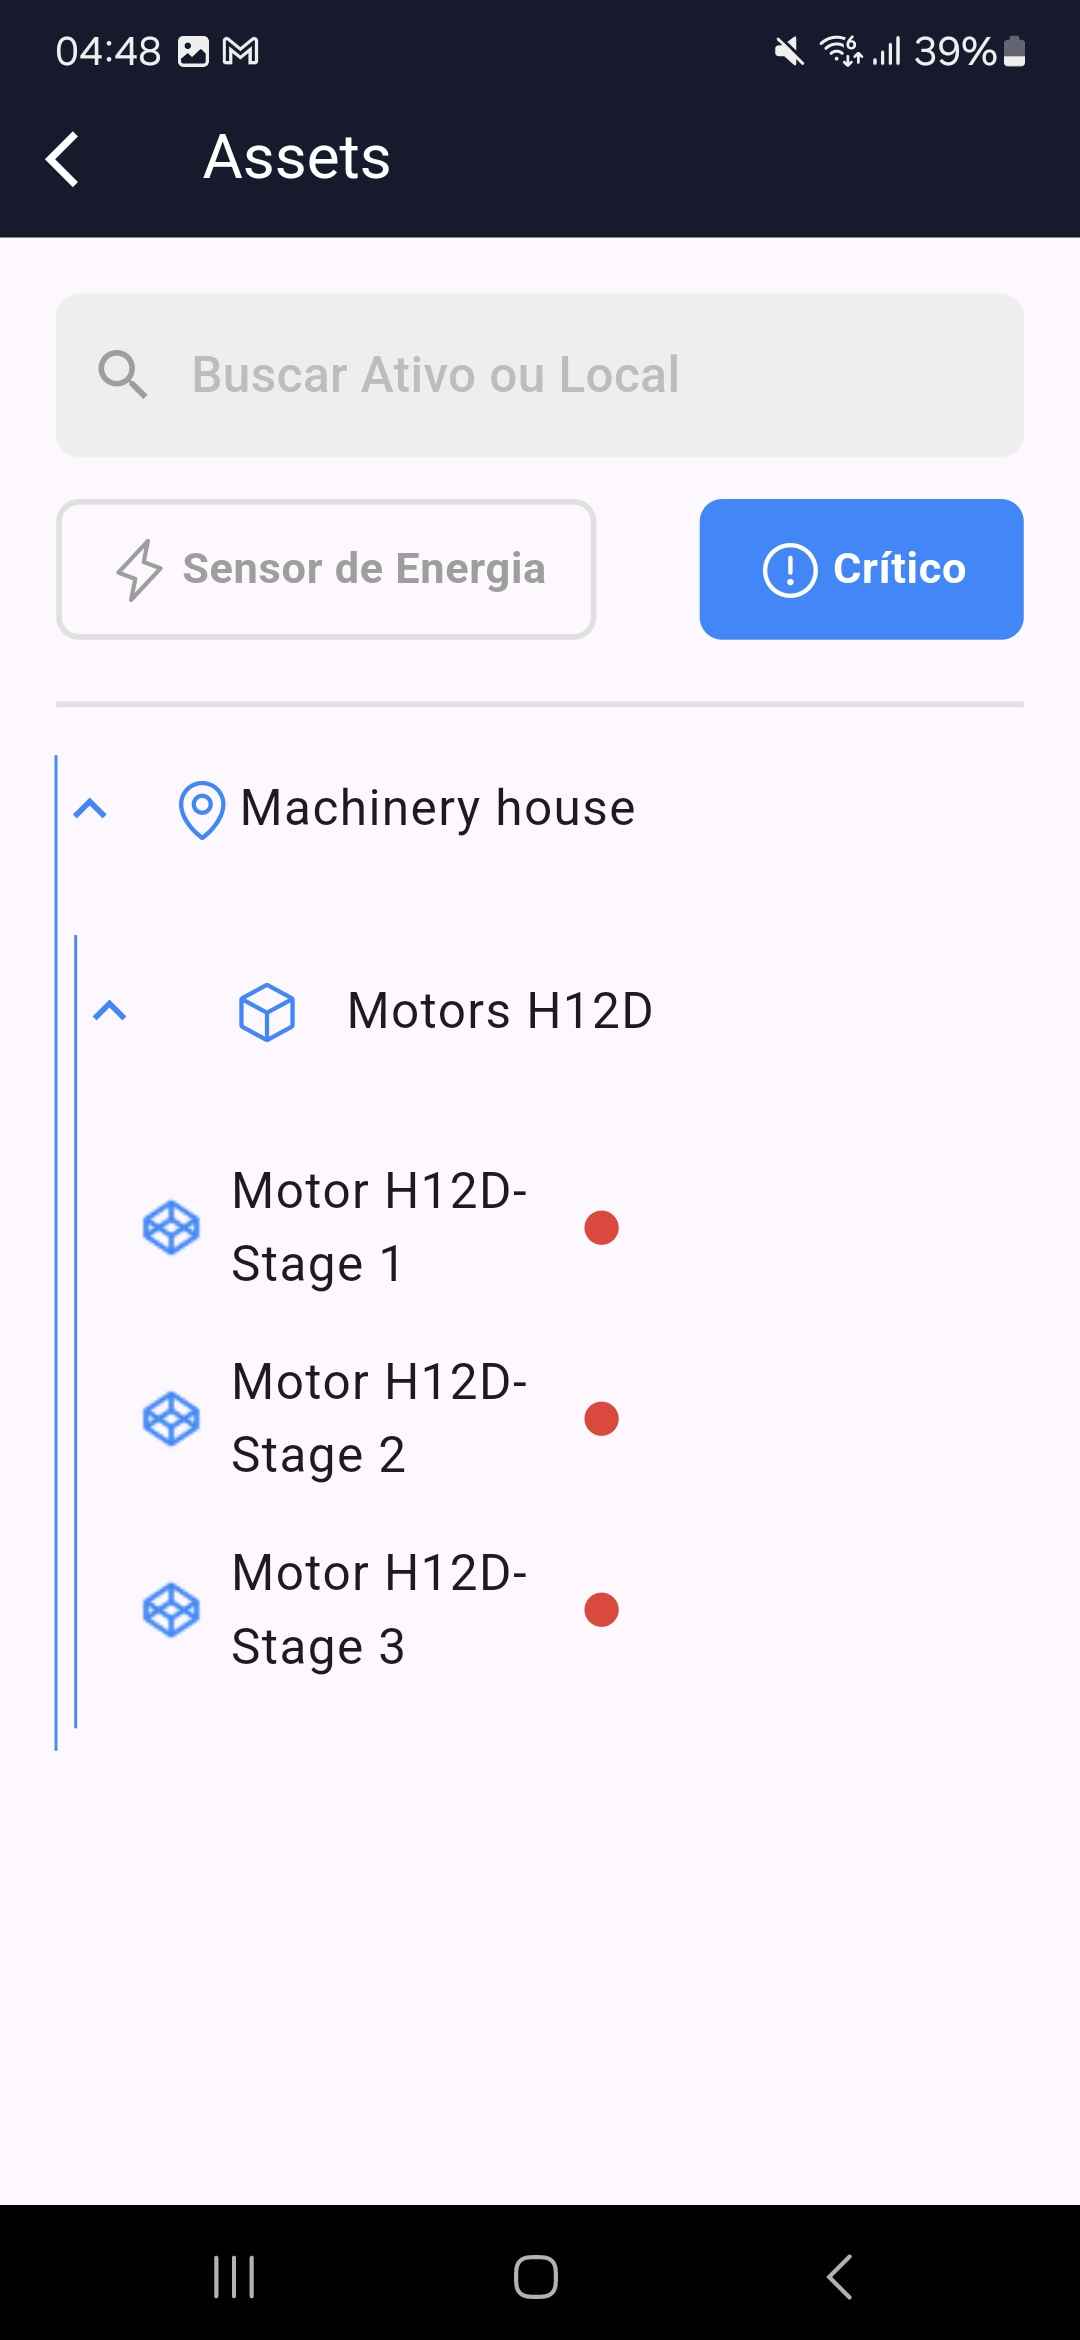 04:48 39%
Assets
Buscar Ativo ou Local
Sensor de Energia Crítico
Machinery house
Motors H12D
Motor H12D-
Stage 1
Motor H12D-
Stage 2
Motor H12D-
Stage 3